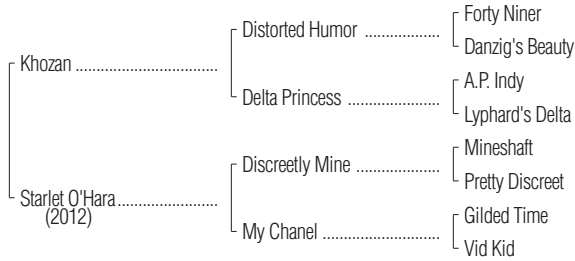 Forty Niner
Distorted Humor ..................
Danzig's Beauty
Khozan ...................................
A.P. Indy
Delta Princess ......................
Lyphard's Delta
Mineshaft
Discreetly Mine ....................
Pretty Discreet
Starlet O'Hara .........................
(2012)
Gilded Time
My Chanel ............................
Vid Kid